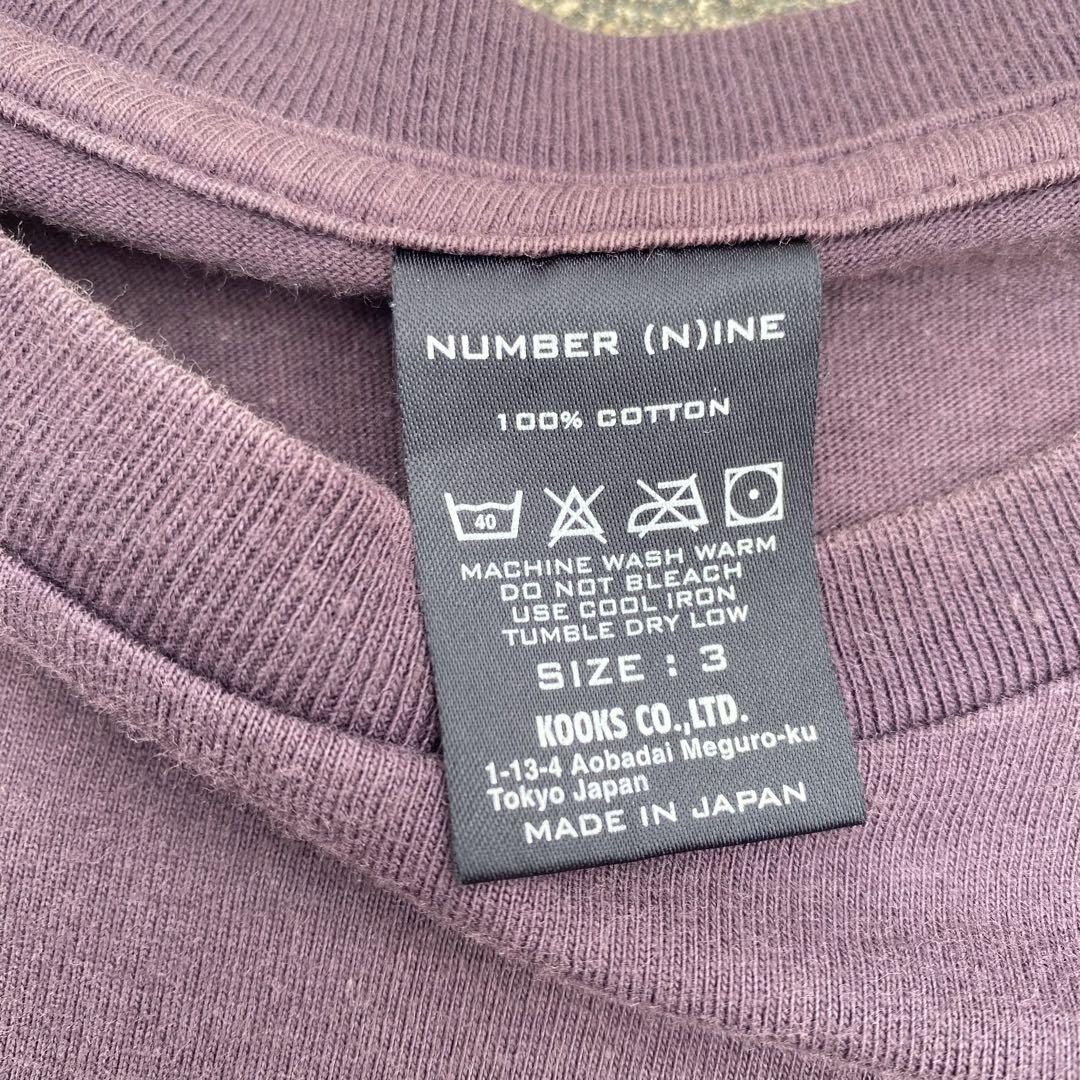 NUMBER (N)INE
100% COTTON
40
MACHINE WASH WARM
DO NOT BLEACH
USE COOL IRON
TUMBLE DRY LOW
SIZE : 3
KOOKS CO.,LTD.
1-13-4 Aobadai Meguro-ku
Tokyo Japan
MADE IN JAPAN